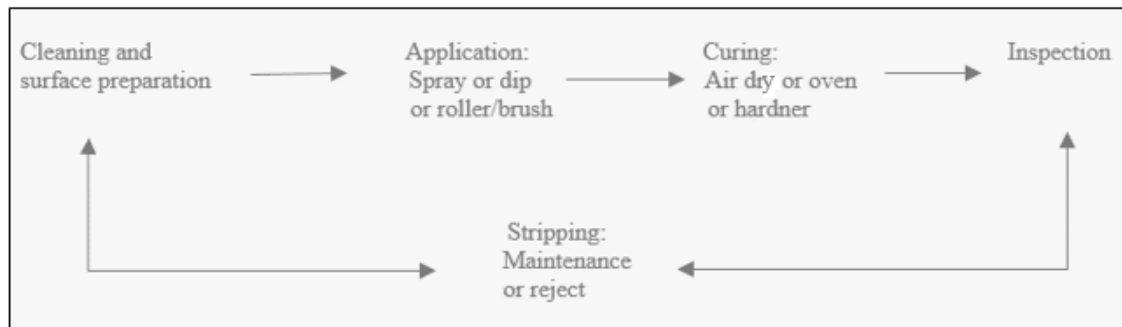 Cleaning and
surface preparation
Application:
Spray or dip
or roller/brush
Curing:
Air dry or oven
or hardner
Inspection
Stripping:
Maintenance
or reject